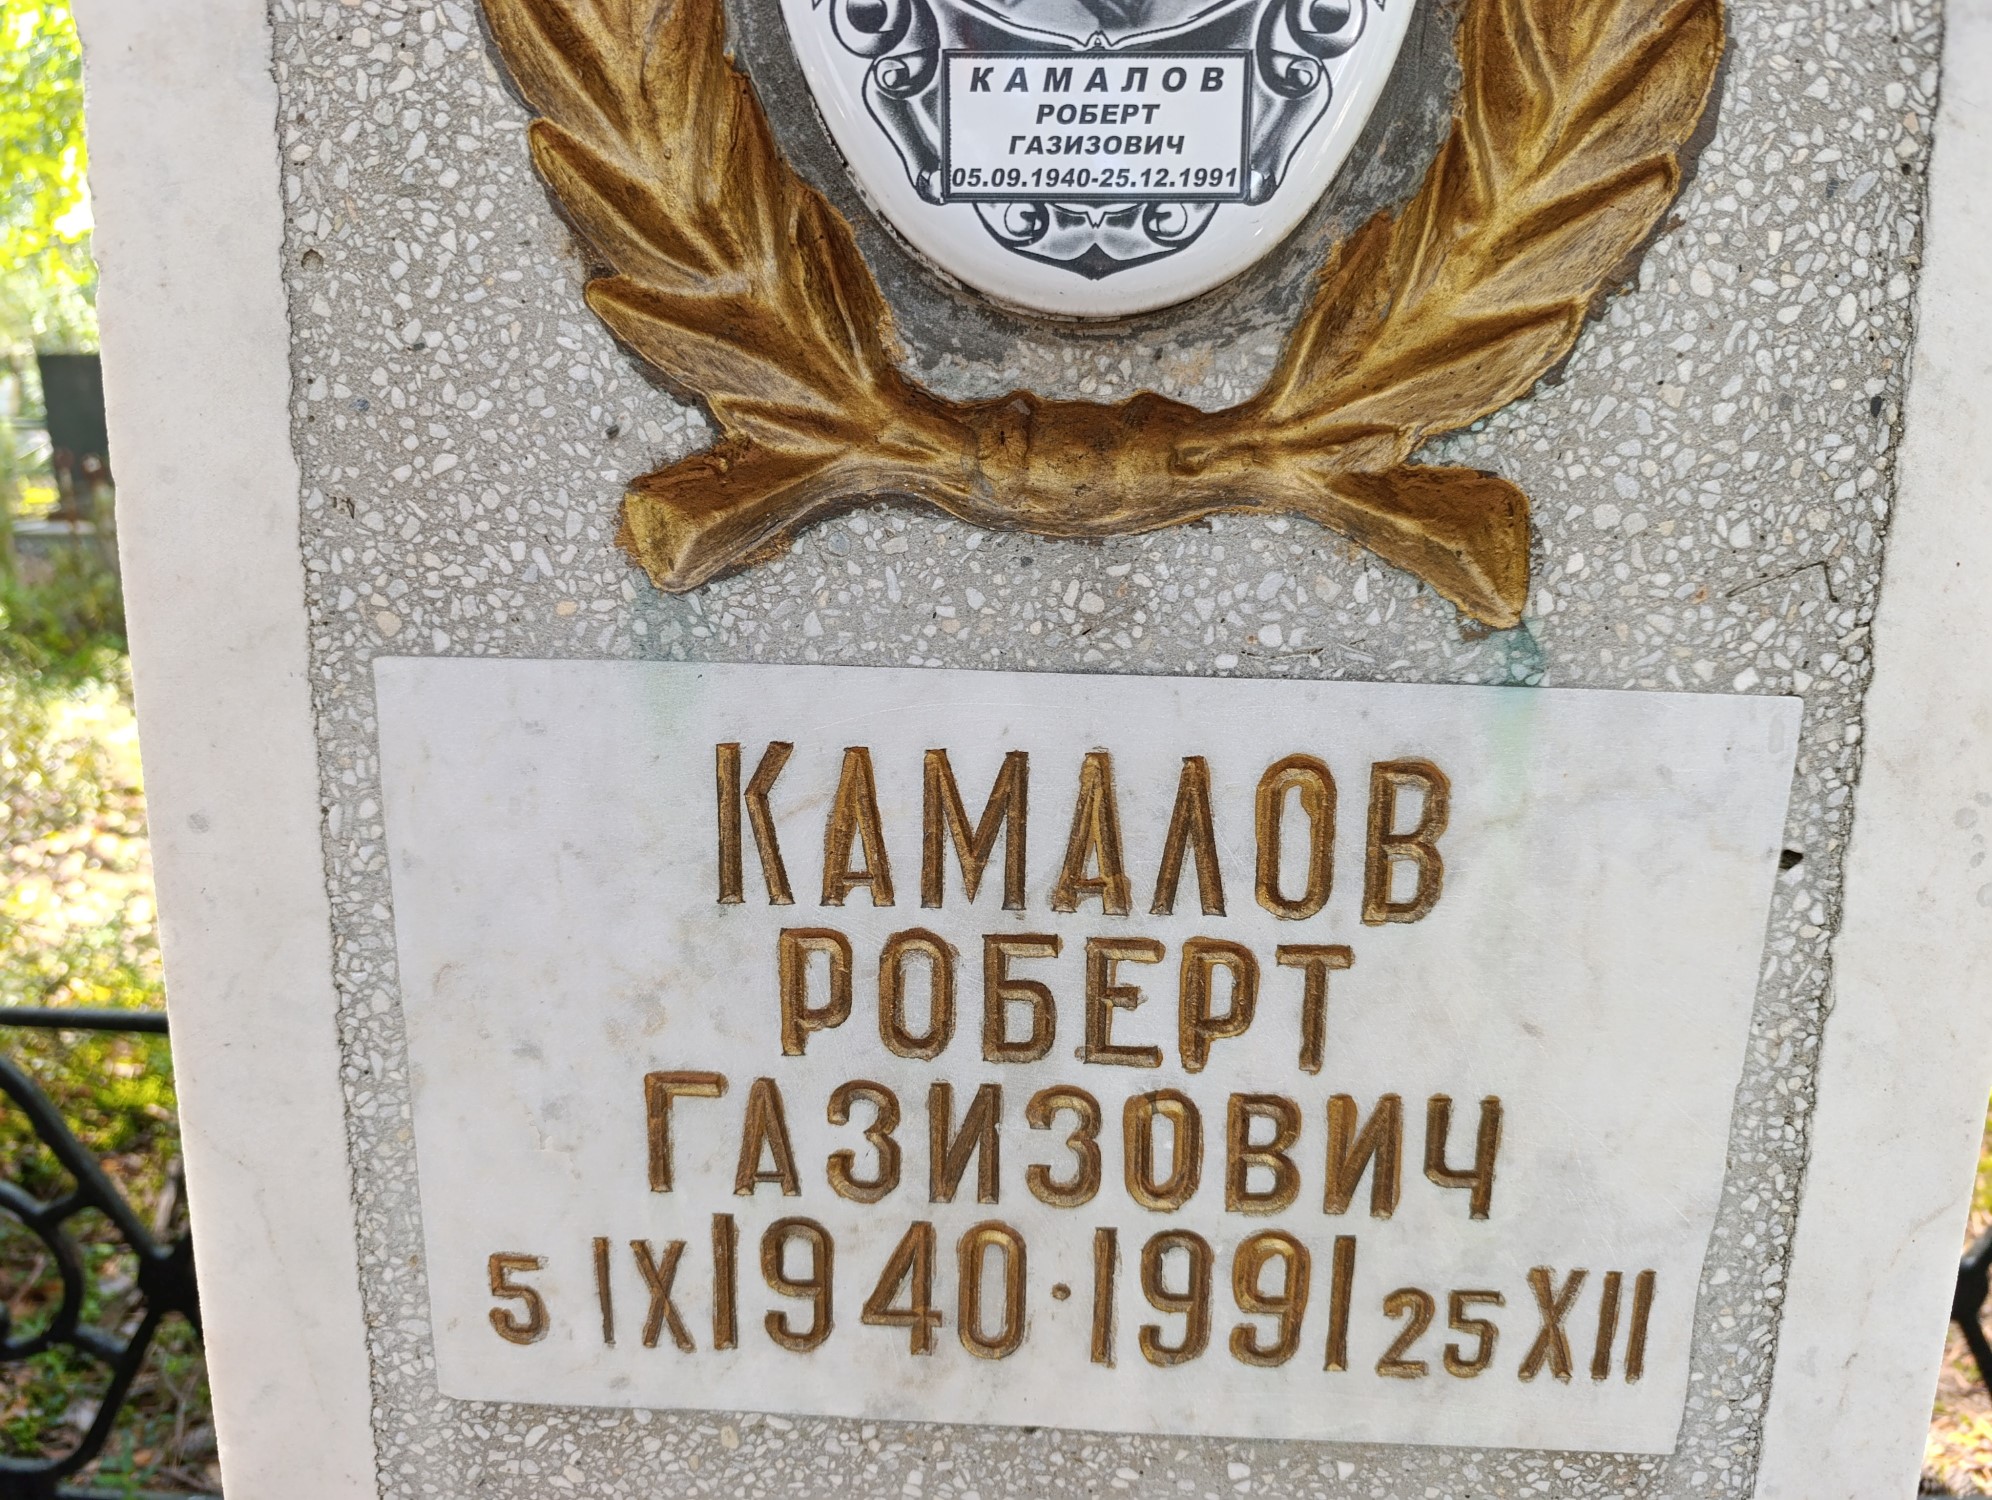 КАМАЛОВ
РОБЕРТ
ГАЗИЗОВИЧ
05.09.1940-25.12.1991
КАМАЛОВ
РОБЕРТ
ГАЗИЗОВИЧ
5 IX 1940 · 1991 25 XII